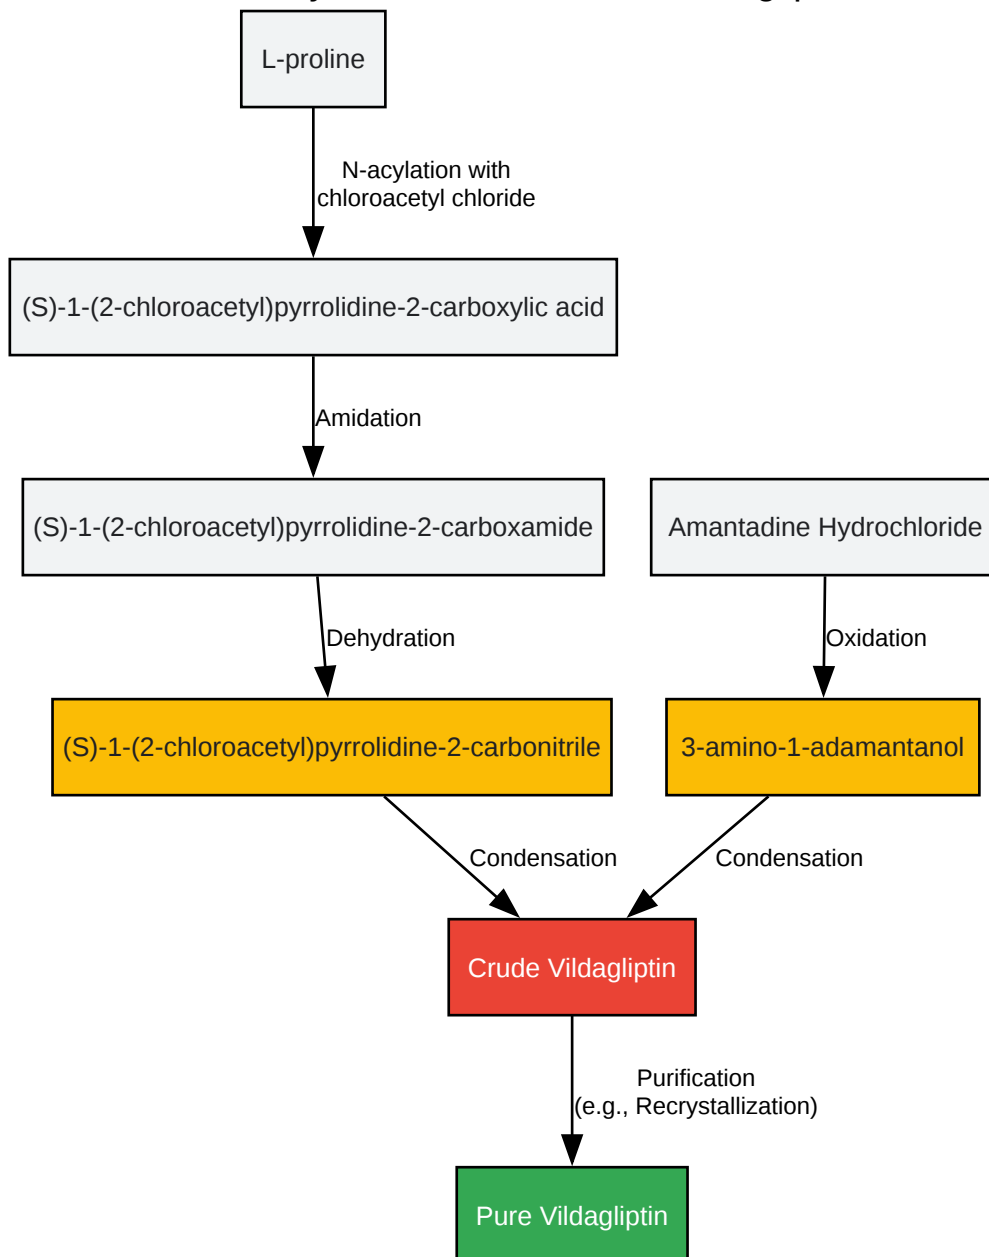 L-proline
N-acylation with
chloroacetyl chloride
(S)-1-(2-chloroacetyl)pyrrolidine-2-carboxylic acid
Amidation
(S)-1-(2-chloroacetyl)pyrrolidine-2-carboxamide
Amantadine Hydrochloride
Dehydration
Oxidation
(S)-1-(2-chloroacetyl)pyrrolidine-2-carbonitrile
3-amino-1-adamantanol
Condensation
Condensation
Crude Vildagliptin
Purification
(e.g., Recrystallization)
Pure Vildagliptin